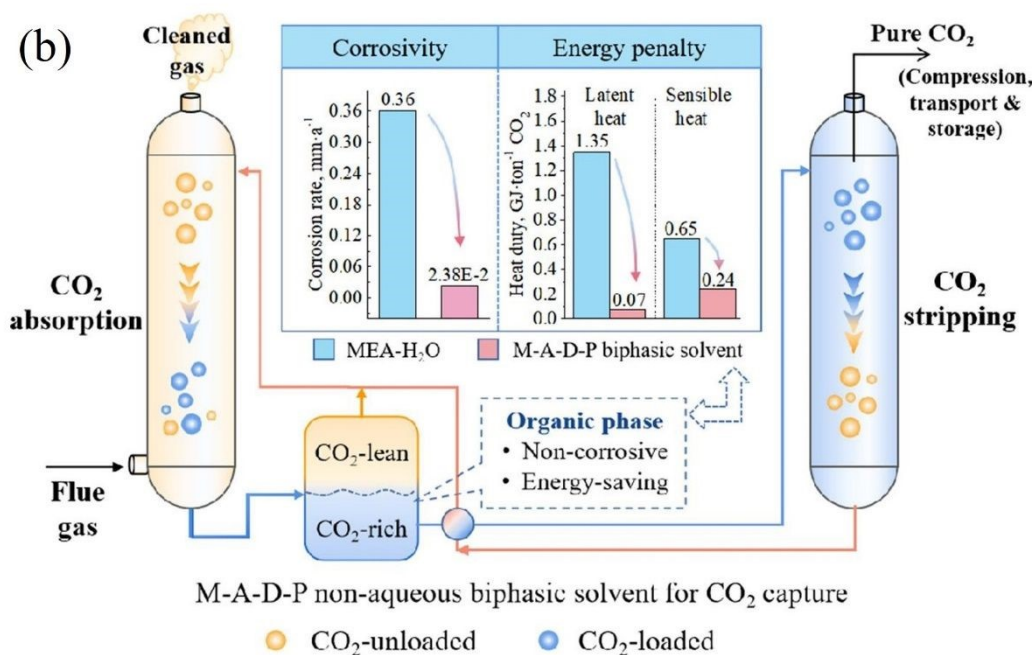 (b)
Cleaned
gas
Corrosivity
Energy penalty
Pure CO₂
(Compression,
transport &
storage)
Corrosion rate, mm·a⁻¹
0.36
0.30
0.24
0.18
0.12
0.06
0.00
0.36
2.38E-2
Heat duty, GJ·ton⁻¹ CO₂
1.8
1.6
1.4
1.2
1.0
0.8
0.6
0.4
0.2
0.0
Latent
heat
1.35
0.07
Sensible
heat
0.65
0.24
MEA-H₂O
M-A-D-P biphasic solvent
CO₂
absorption
CO₂
stripping
Flue
gas
CO₂-lean
CO₂-rich
Organic phase
• Non-corrosive
• Energy-saving
M-A-D-P non-aqueous biphasic solvent for CO₂ capture
CO₂-unloaded
CO₂-loaded